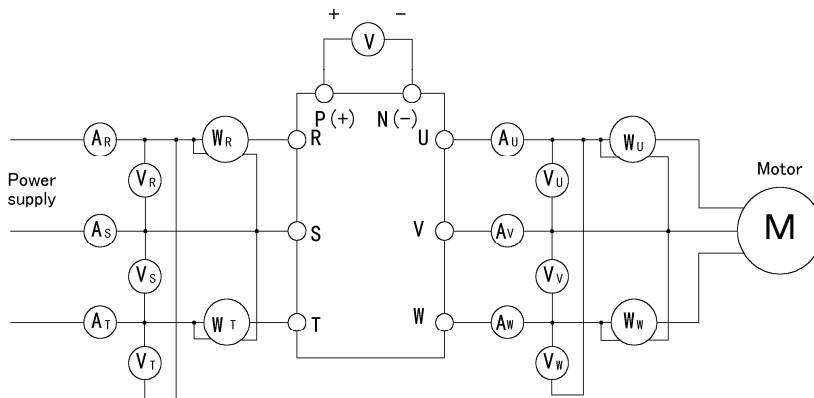 + V −
P(+) N(−)
AR WR R U AU WU
Motor
VR VU
Power
supply
AS S V AV M
VS VV
AT WT T W AW WW
VT VW